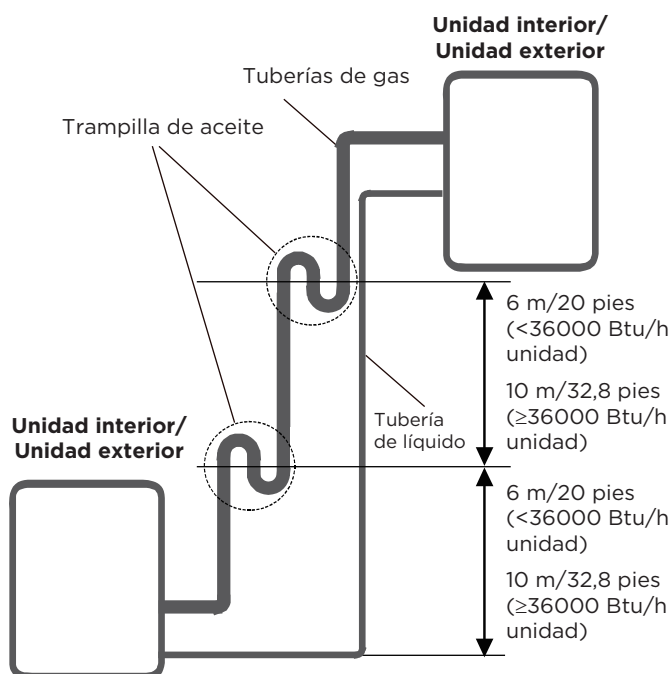 Unidad interior/
Unidad exterior
Tuberías de gas
Trampilla de aceite
6 m/20 pies
(<36000 Btu/h
unidad)
10 m/32,8 pies
(≥36000 Btu/h
unidad)
Tubería
de líquido
Unidad interior/
Unidad exterior
6 m/20 pies
(<36000 Btu/h
unidad)
10 m/32,8 pies
(≥36000 Btu/h
unidad)